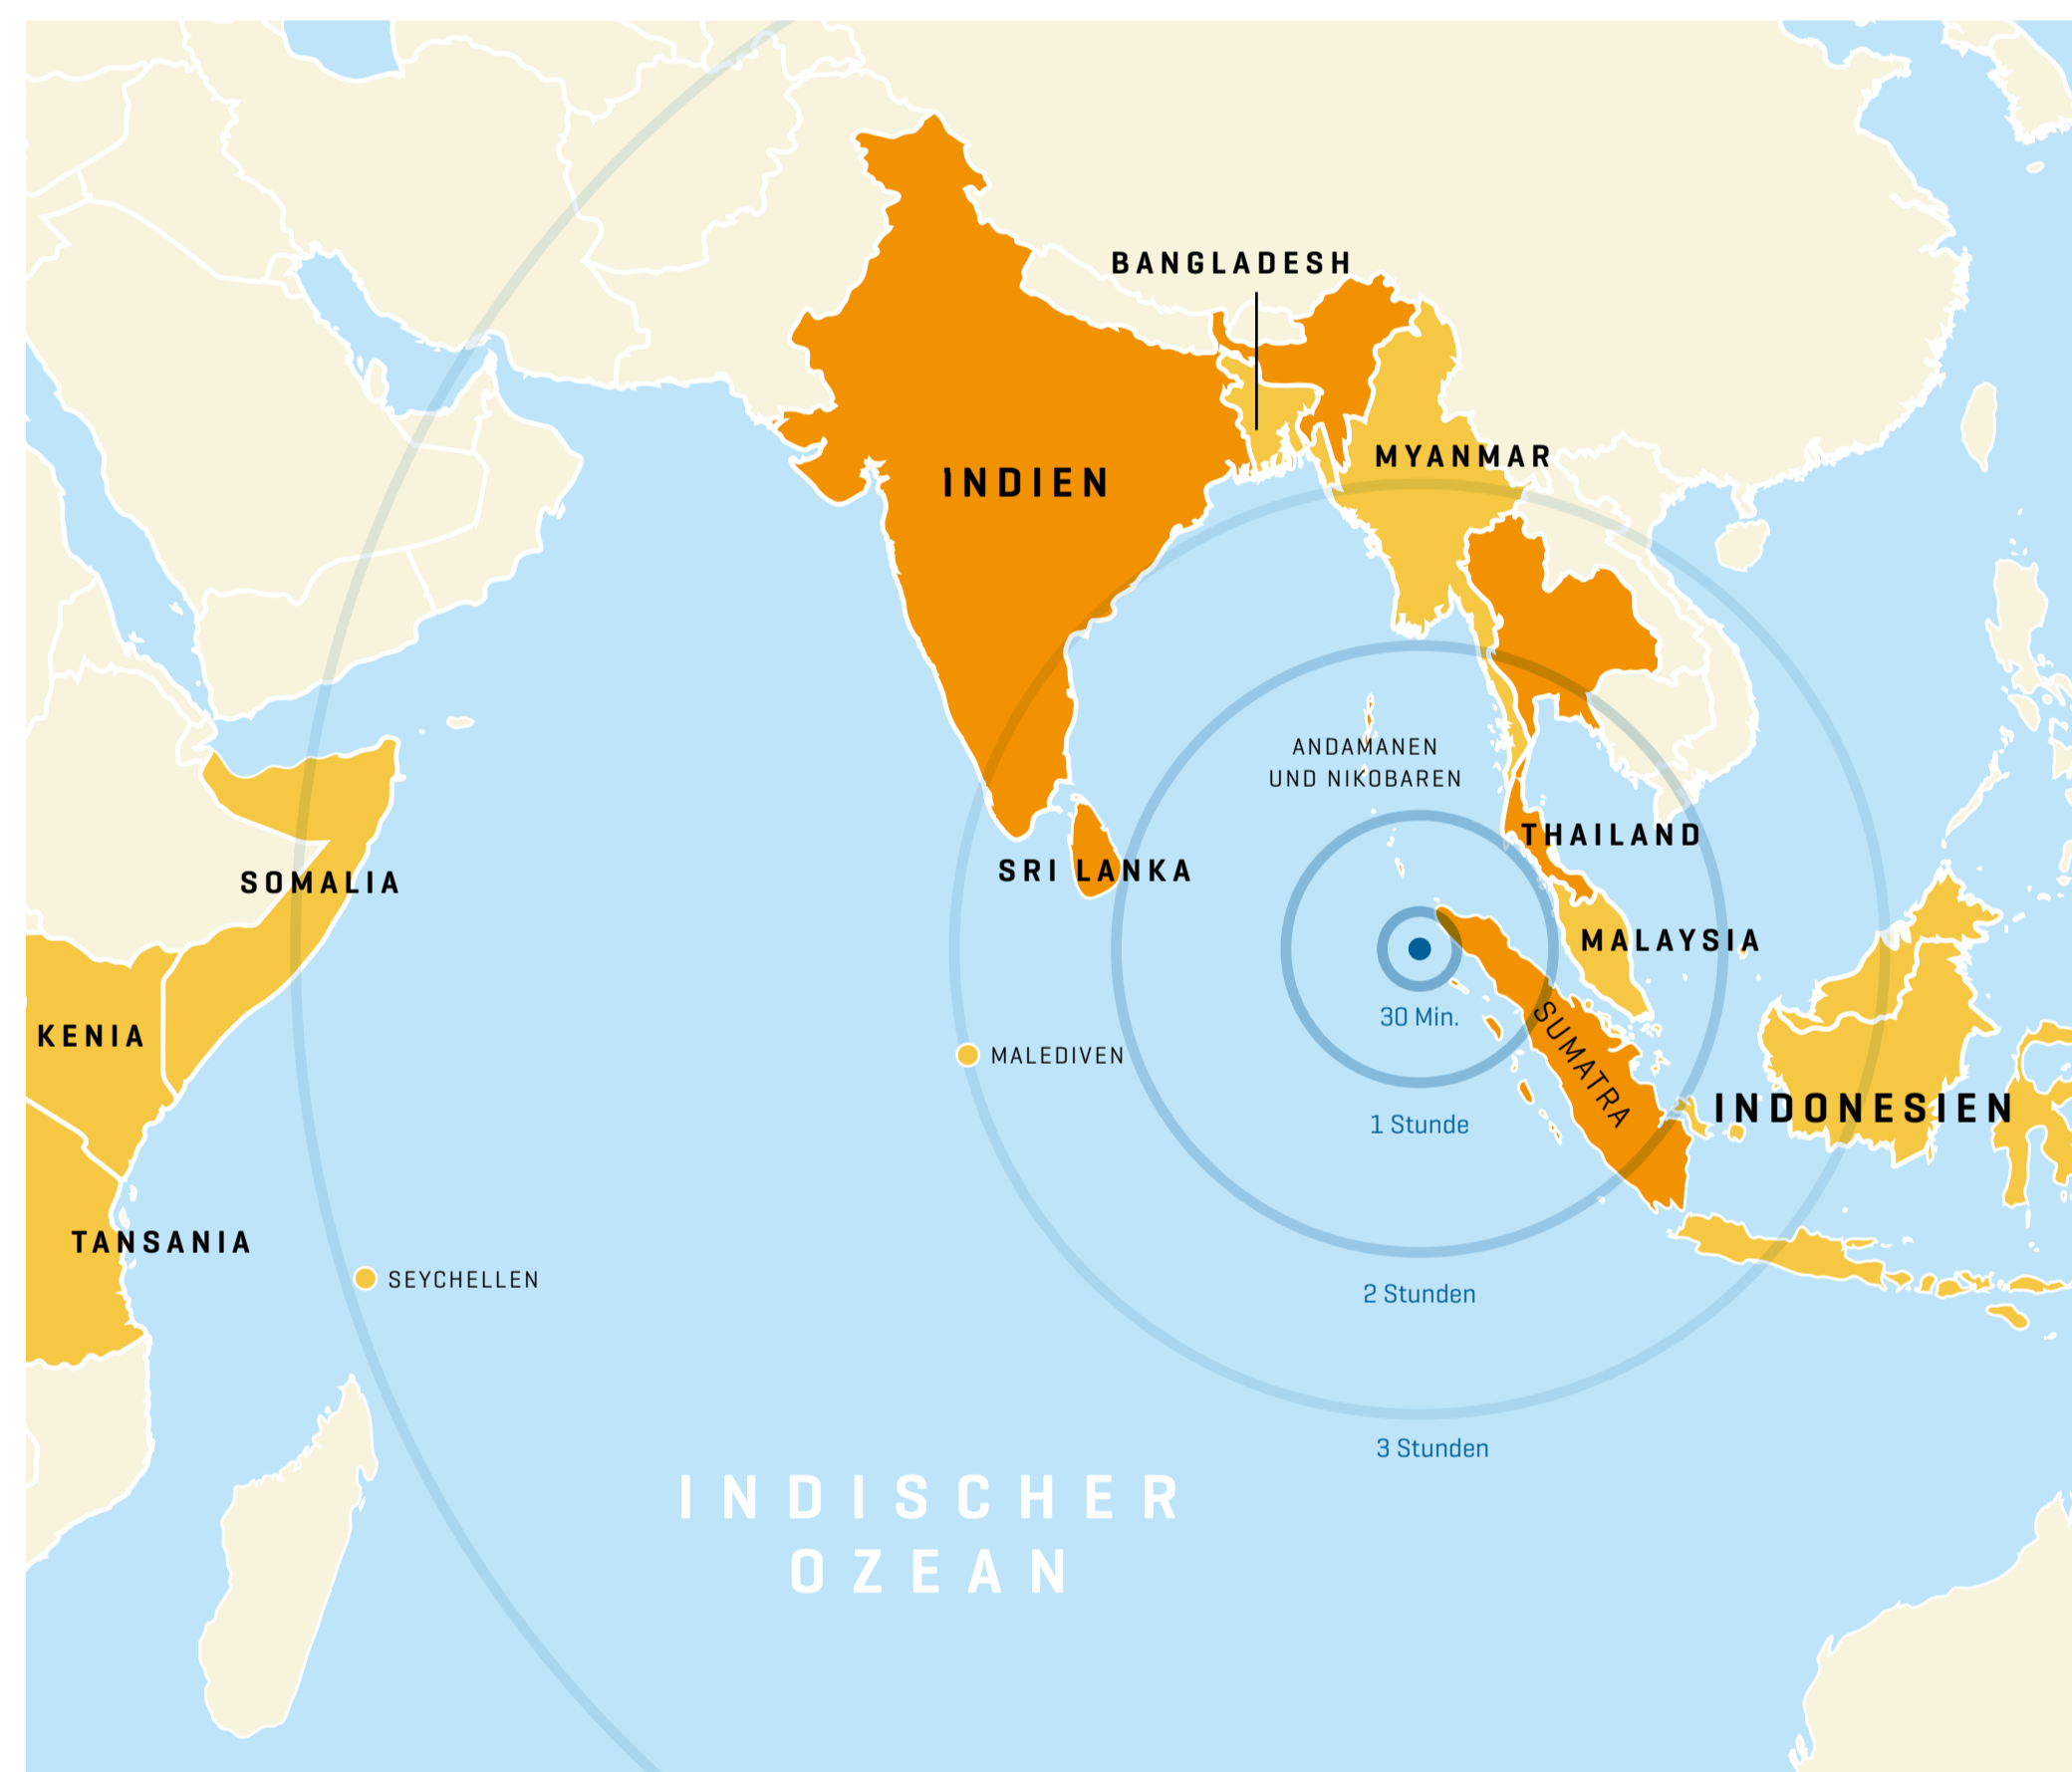 BANGLADESH
MYANMAR
INDIEN
ANDAMANEN
UND NIKOBAREN
THAILAND
SRI LANKA
SOMALIA
MALAYSIA
KENIA
30 Min.
SUMATRA
MALEDIVEN
INDONESIEN
1 Stunde
TANSANIA
SEYCHELLEN
2 Stunden
3 Stunden
INDISCHER
OZEAN